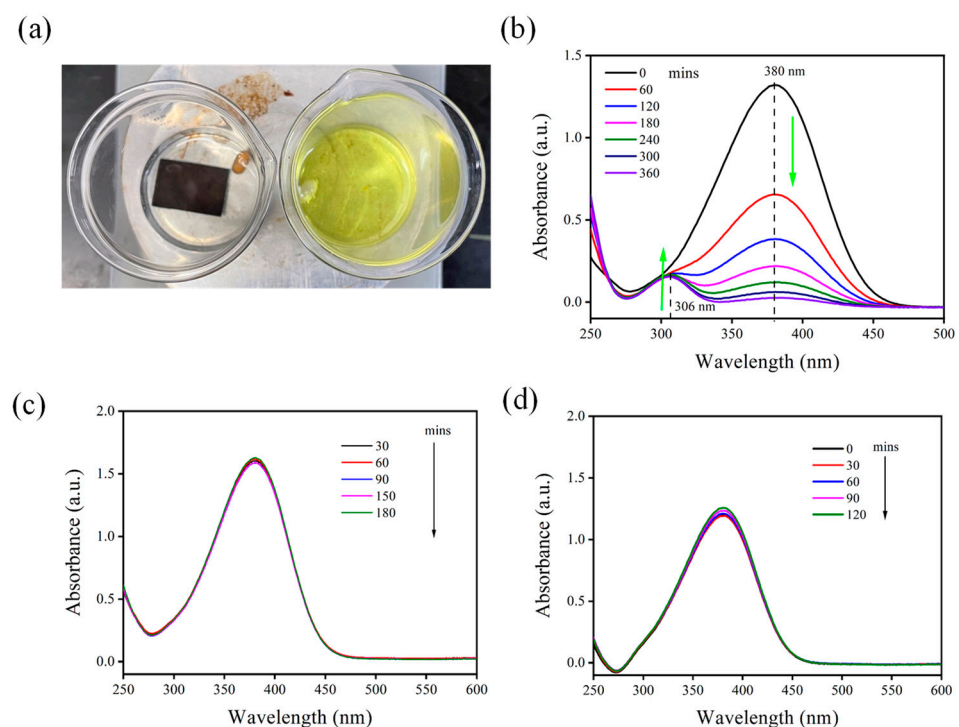 (a)
(b)
1.5
1.0
0.5
0.0
Absorbance (a.u.)
0 mins
60
120
180
240
300
360
380 nm
306 nm
250 300 350 400 450 500
Wavelength (nm)
(c)
2.0
1.5
1.0
0.5
0.0
Absorbance (a.u.)
mins
30
60
90
150
180
250 300 350 400 450 500 550 600
Wavelength (nm)
(d)
2.0
1.5
1.0
0.5
0.0
Absorbance (a.u.)
mins
0
30
60
90
120
250 300 350 400 450 500 550 600
Wavelength (nm)